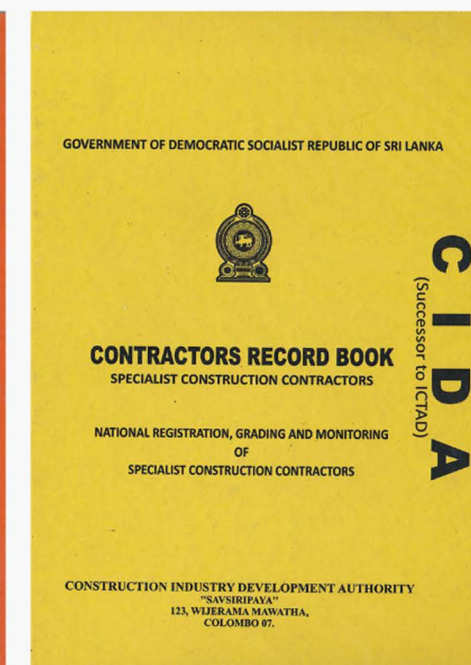 GOVERNMENT OF DEMOCRATIC SOCIALIST REPUBLIC OF SRI LANKA
CONTRACTORS RECORD BOOK
SPECIALIST CONSTRUCTION CONTRACTORS
NATIONAL REGISTRATION, GRADING AND MONITORING
OF
SPECIALIST CONSTRUCTION CONTRACTORS
CIDA
(Successor to ICTAD)
CONSTRUCTION INDUSTRY DEVELOPMENT AUTHORITY
"SAVSIRIPAYA"
123, WIJERAMA MAWATHA,
COLOMBO 07.